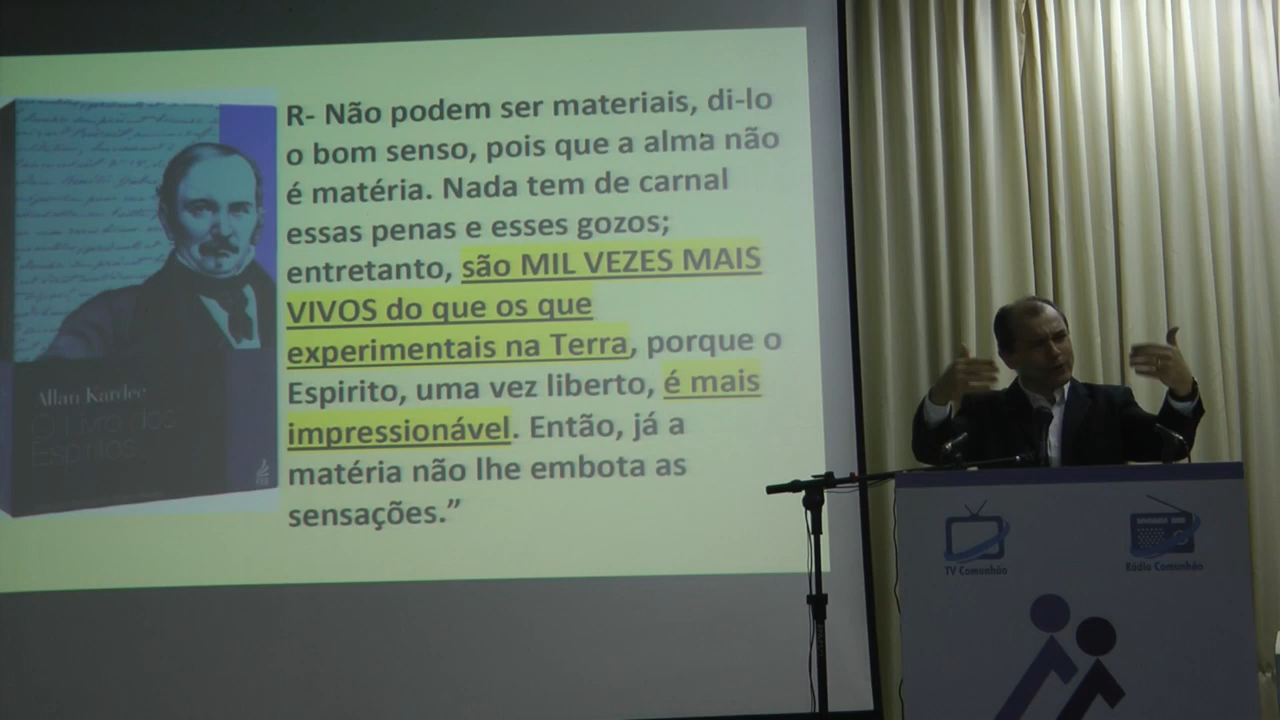 R- Não podem ser materiais, di-lo
o bom senso, pois que a alma não
é matéria. Nada tem de carnal
essas penas e esses gozos;
entretanto, são MIL VEZES MAIS
VIVOS do que os que
experimentais na Terra, porque o
Espirito, uma vez liberto, é mais
impressionável. Então, já a
matéria não lhe embota as
sensações.”
Allan Kardec
O Livro dos
Espíritos
FEB
TV Comunhão
Rádio Comunhão